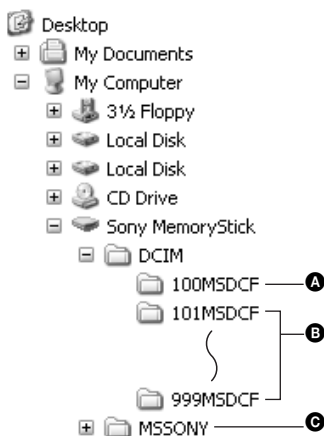 Desktop
My Documents
My Computer
3½ Floppy
Local Disk
Local Disk
CD Drive
Sony MemoryStick
DCIM
100MSDCF A
101MSDCF
B
999MSDCF
MSSONY C